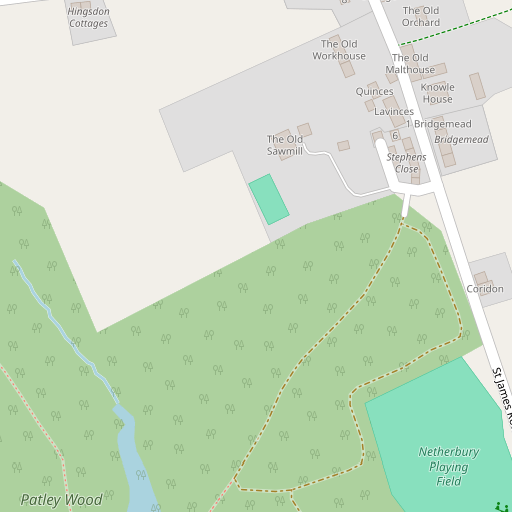 Hingsdon
Cottages
The Old
Orchard
The Old
Workhouse
The Old
Malthouse
Quinces
Knowle
House
Lavinces
1 Bridgemead
6
Bridgemead
The Old
Sawmill
Stephens
Close
Coridon
St James Ro
Netherbury
Playing
Field
Patley Wood